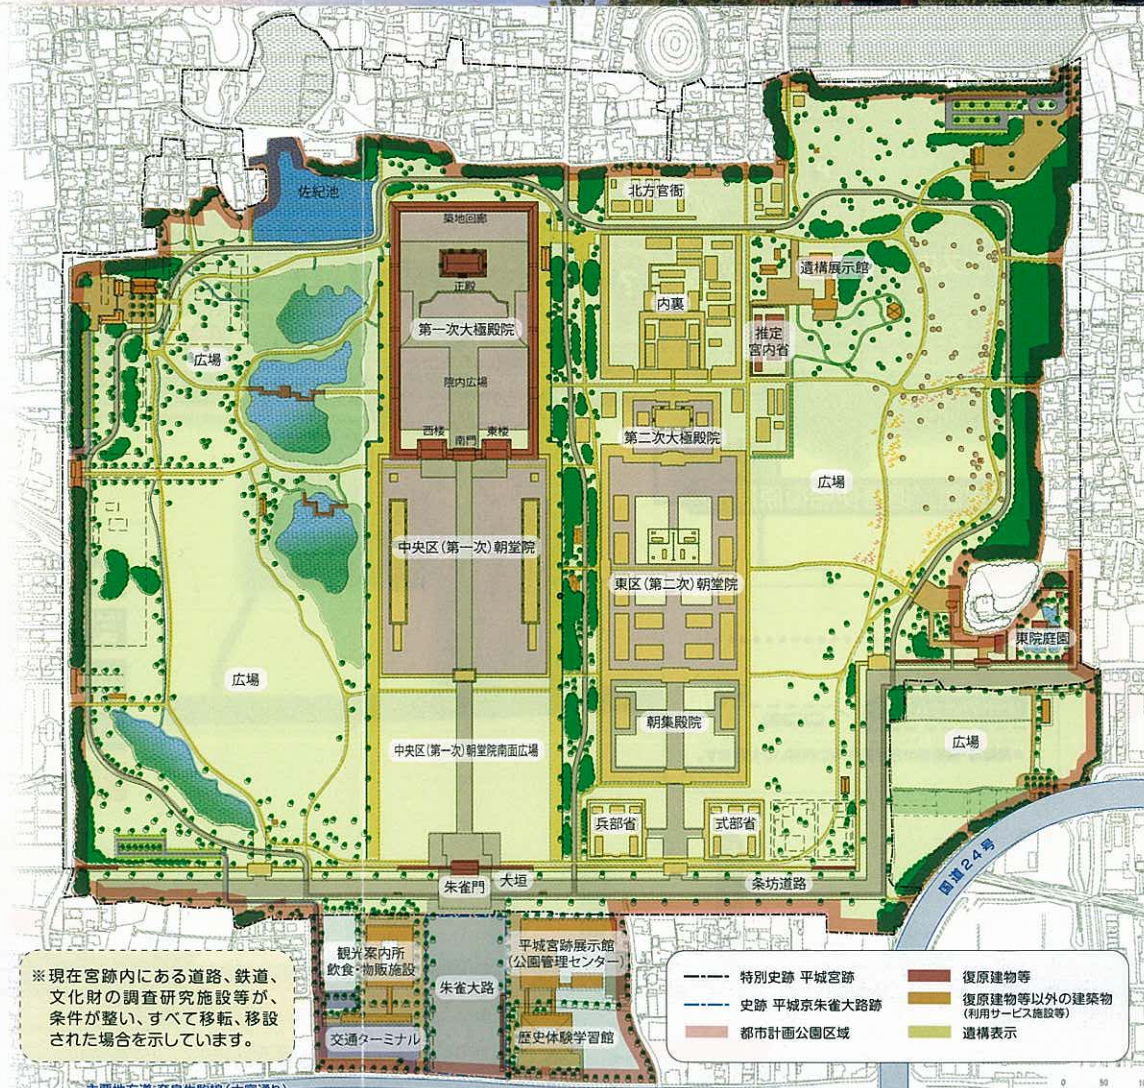 佐紀池
築地回廊
北方官衙
正殿
第一次大極殿院
内裏
遺構展示館
推定
宮内省
広場
院内広場
西楼
南門
東楼
第二次大極殿院
広場
中央区(第一次)朝堂院
東区(第二次)朝堂院
東院庭園
広場
朝集殿院
広場
中央区(第一次)朝堂院南面広場
兵部省
式部省
国道24号
朱雀門
大垣
条坊道路
観光案内所
飲食・物販施設
朱雀大路
平城宮跡展示館
(公園管理センター)
交通ターミナル
歴史体験学習館
※現在宮跡内にある道路、鉄道、
文化財の調査研究施設等が、
条件が整い、すべて移転、移設
された場合を示しています。
特別史跡 平城宮跡
史跡 平城京朱雀大路跡
都市計画公園区域
復原建物等
復原建物等以外の建築物
(利用サービス施設等)
遺構表示